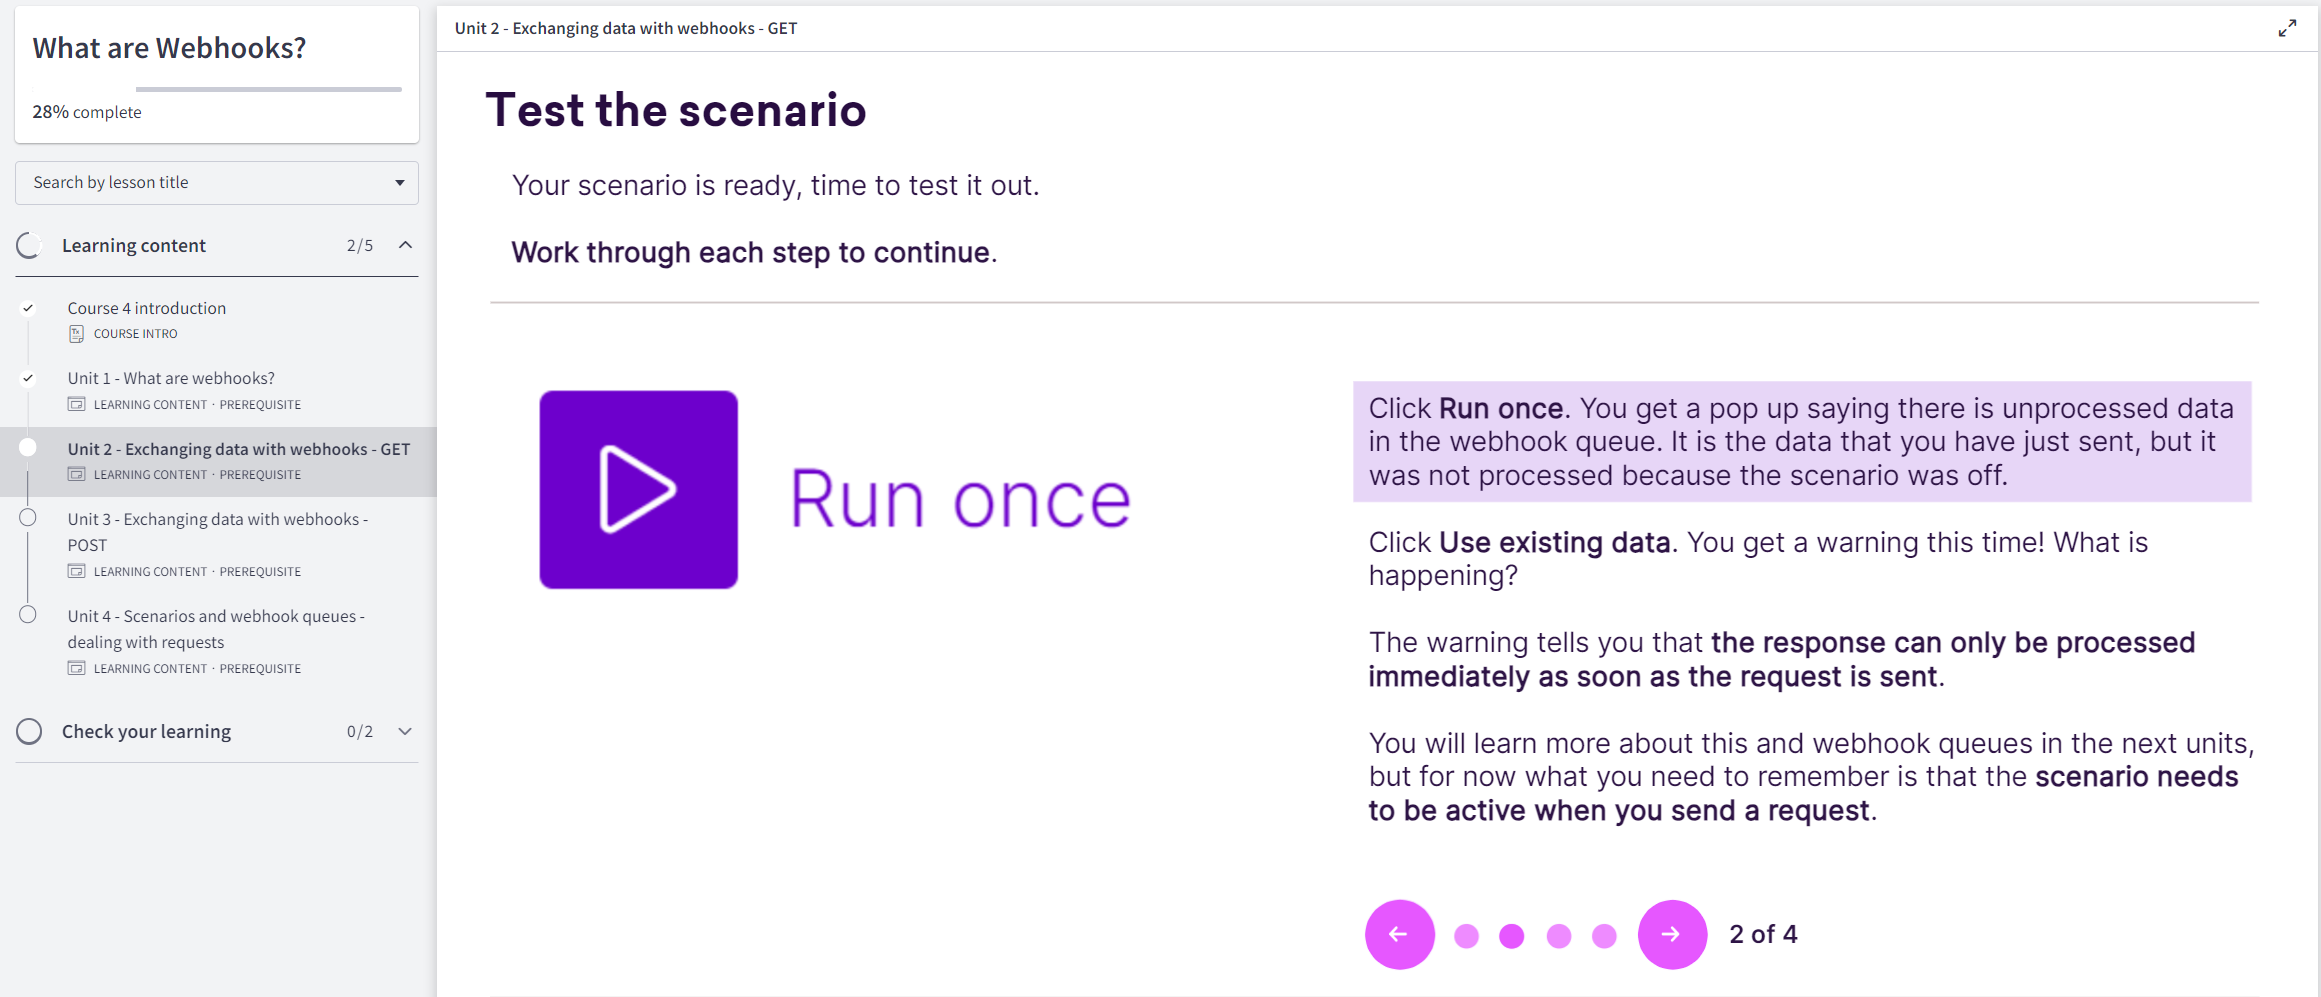 What are Webhooks?
28% complete
Search by lesson title
Learning content 2/5
Course 4 introduction
COURSE INTRO
Unit 1 - What are webhooks?
LEARNING CONTENT · PREREQUISITE
Unit 2 - Exchanging data with webhooks - GET
LEARNING CONTENT · PREREQUISITE
Unit 3 - Exchanging data with webhooks -
POST
LEARNING CONTENT · PREREQUISITE
Unit 4 - Scenarios and webhook queues -
dealing with requests
LEARNING CONTENT · PREREQUISITE
Check your learning 0/2
Unit 2 - Exchanging data with webhooks - GET
Test the scenario
Your scenario is ready, time to test it out.
Work through each step to continue.
Run once
Click Run once. You get a pop up saying there is unprocessed data
in the webhook queue. It is the data that you have just sent, but it
was not processed because the scenario was off.
Click Use existing data. You get a warning this time! What is
happening?
The warning tells you that the response can only be processed
immediately as soon as the request is sent.
You will learn more about this and webhook queues in the next units,
but for now what you need to remember is that the scenario needs
to be active when you send a request.
2 of 4